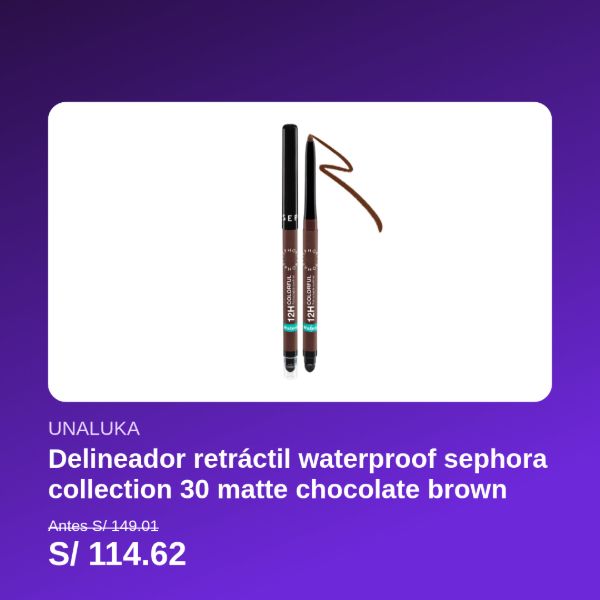 SEP
12H COLORFUL
12H COLORFUL
UNALUKA
Delineador retráctil waterproof sephora
collection 30 matte chocolate brown
Antes S/ 149.01
S/ 114.62